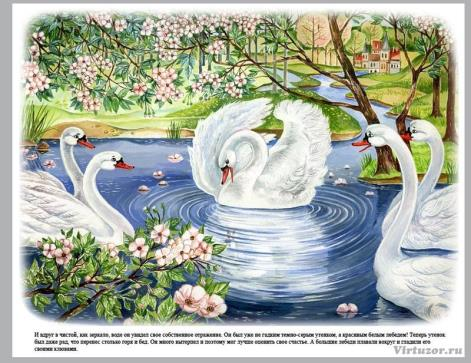 И вдруг в чистой, как зеркало, воде он увидел свое собственное отражение. Он был уже не гадким темно-серым утенком, а красивым белым лебедем! Теперь утенок
был даже рад, что перенес столько горя и бед. Он много вытерпел и поэтому мог лучше оценить свое счастье. А большие лебеди плавали вокруг и гладили его
своими клювами.
Virtuzor.ru